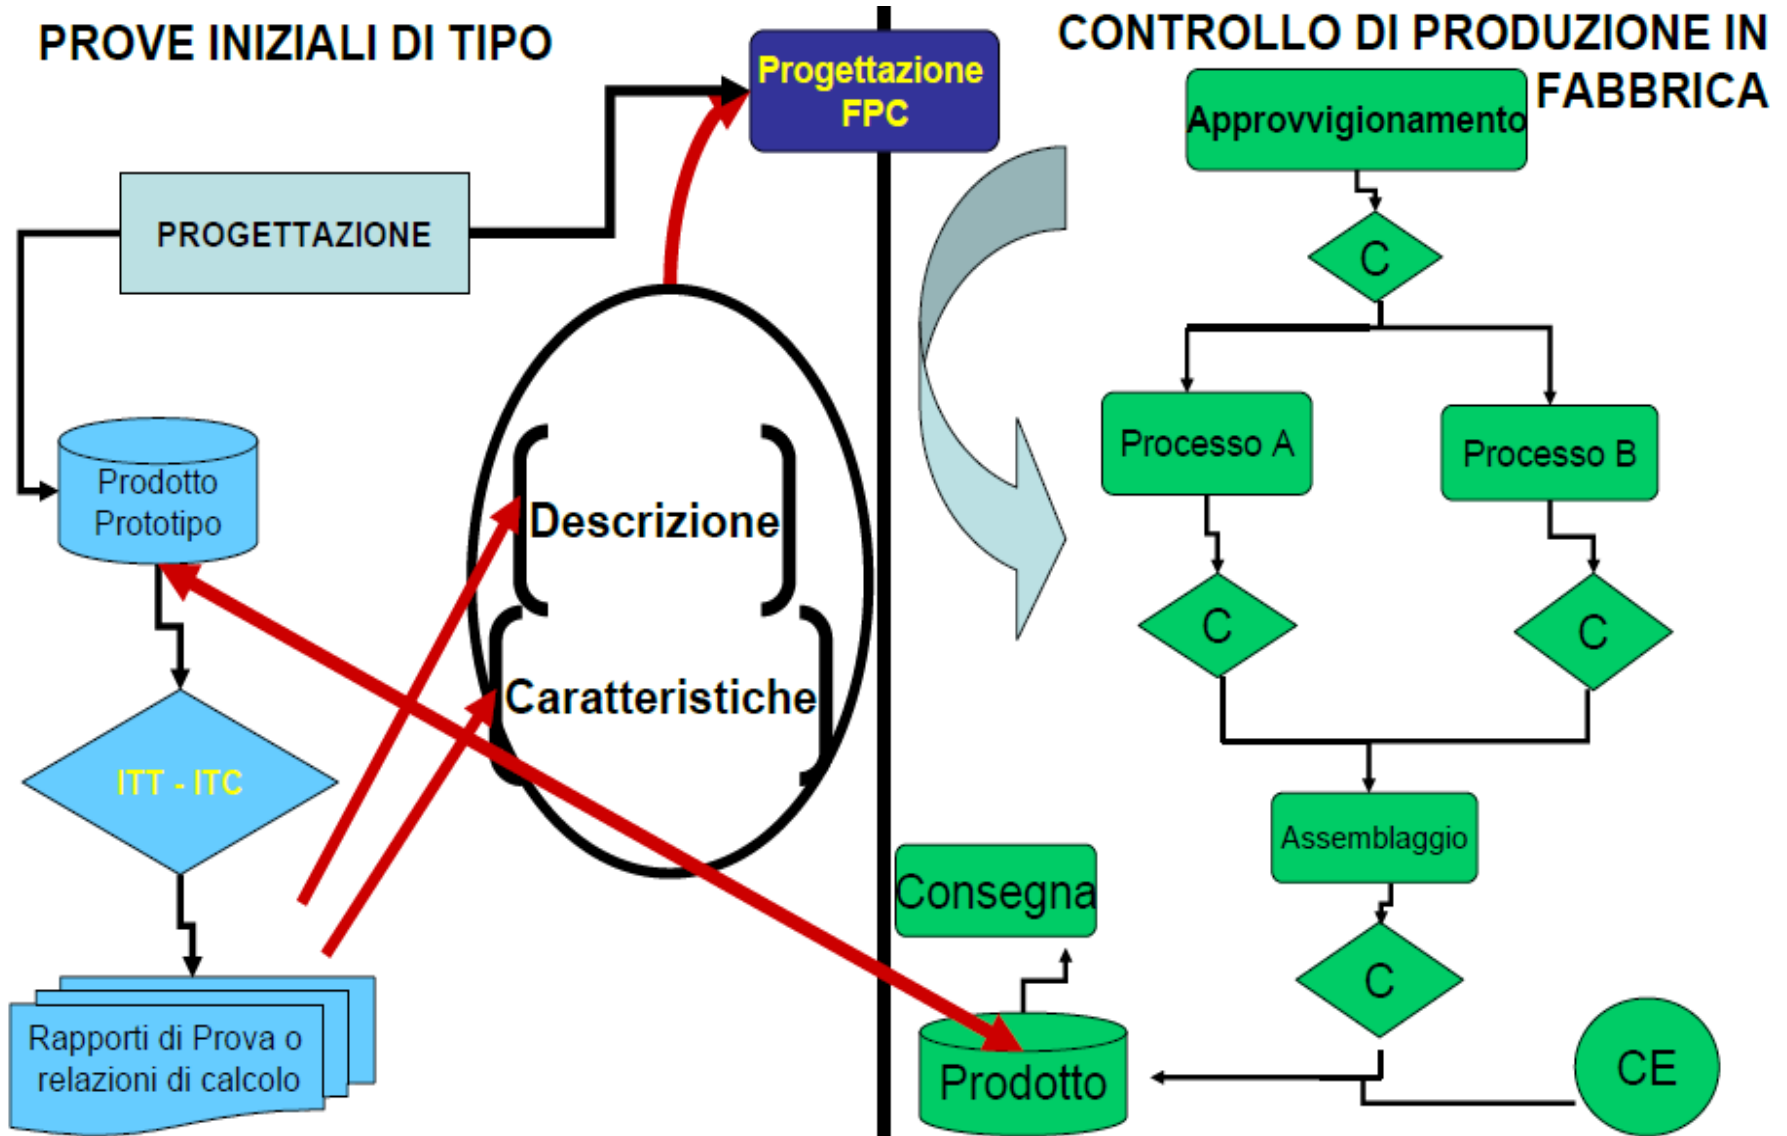 PROVE INIZIALI DI TIPO
Progettazione
FPC
PROGETTAZIONE
Prodotto
Prototipo
Descrizione
Caratteristiche
ITT - ITC
Rapporti di Prova o
relazioni di calcolo
CONTROLLO DI PRODUZIONE IN
FABBRICA
Approvvigionamento
C
Processo A
Processo B
C
C
Assemblaggio
C
Consegna
Prodotto
CE